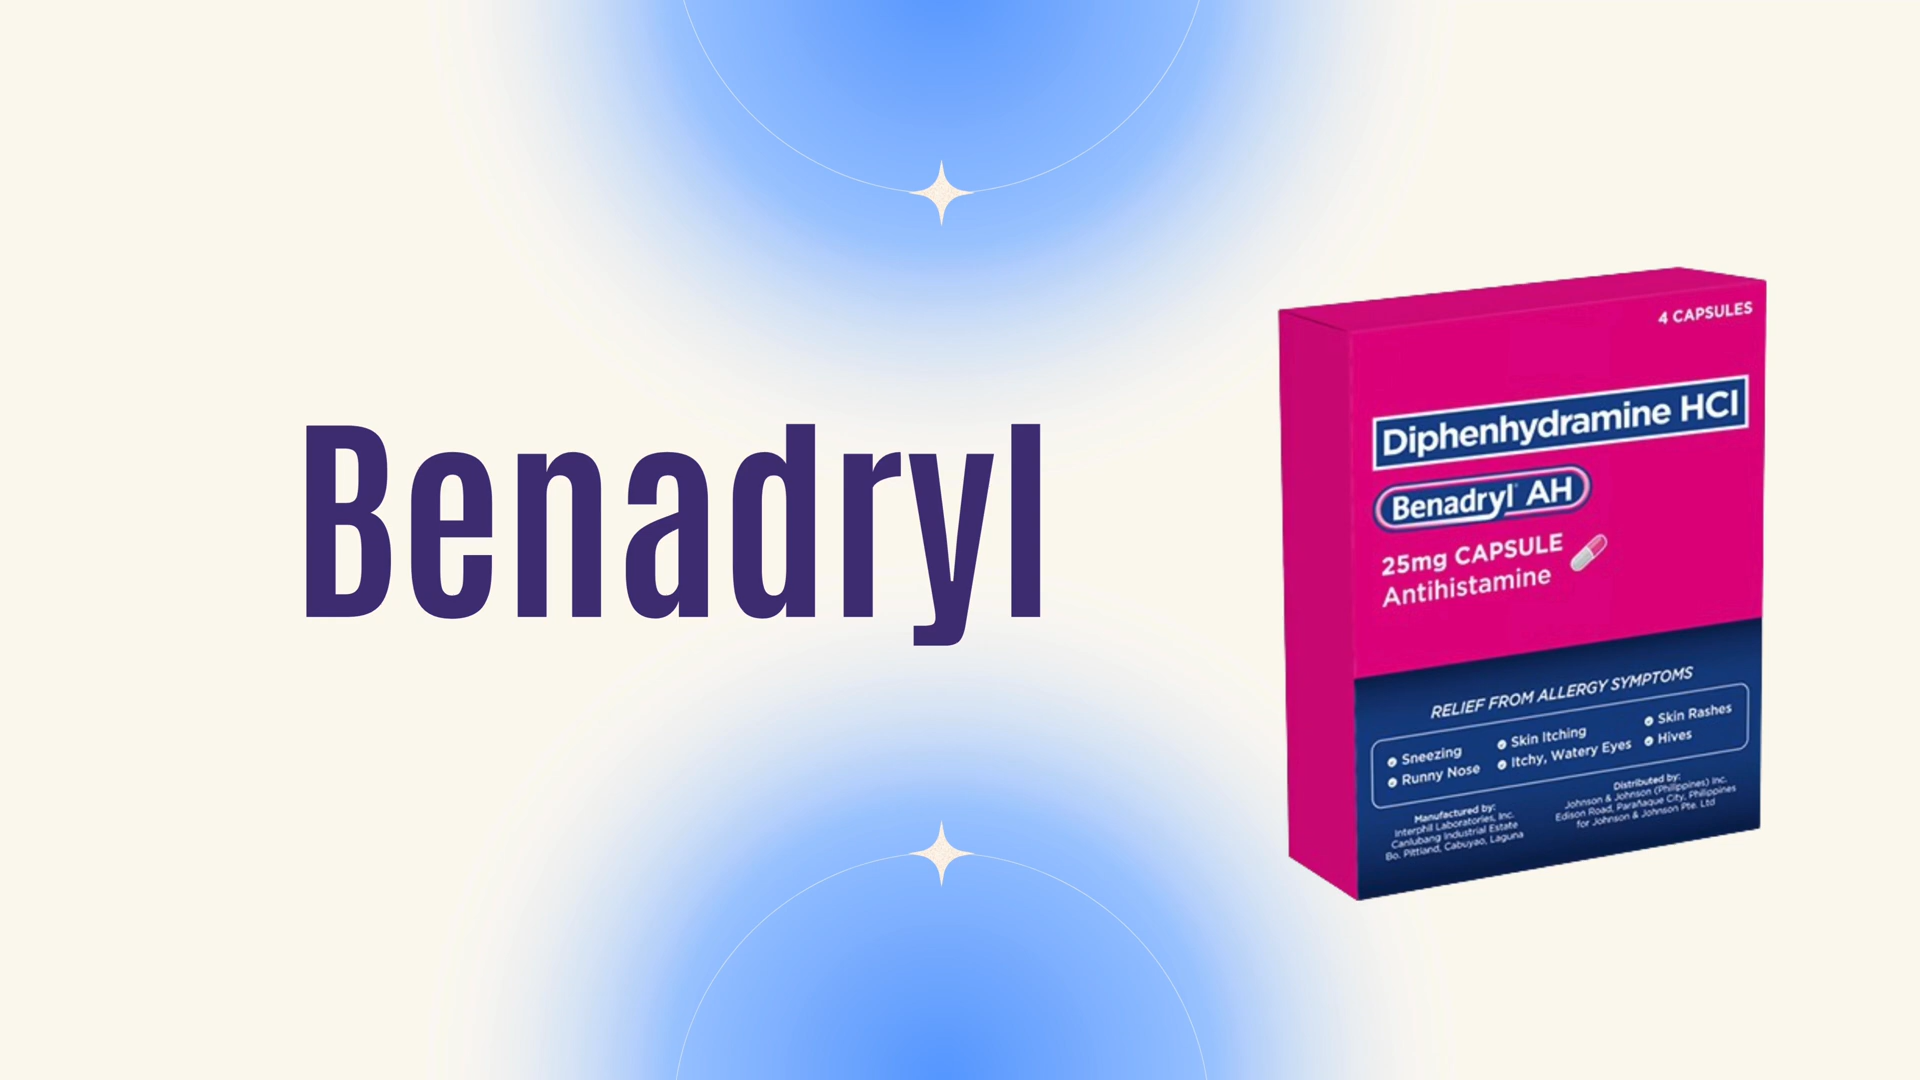 Benadryl
4 CAPSULES
Diphenhydramine HCl
Benadryl® AH
25mg CAPSULE
Antihistamine
RELIEF FROM ALLERGY SYMPTOMS
Sneezing
Runny Nose
Skin Itching
Itchy, Watery Eyes
Skin Rashes
Hives
Manufactured by:
Interphil Laboratories, Inc.
Canlubang Industrial Estate
Bo. Pittland, Cabuyao, Laguna
Distributed by:
Johnson & Johnson (Philippines) Inc.
Edison Road, Parañaque City, Philippines
for Johnson & Johnson Pte. Ltd